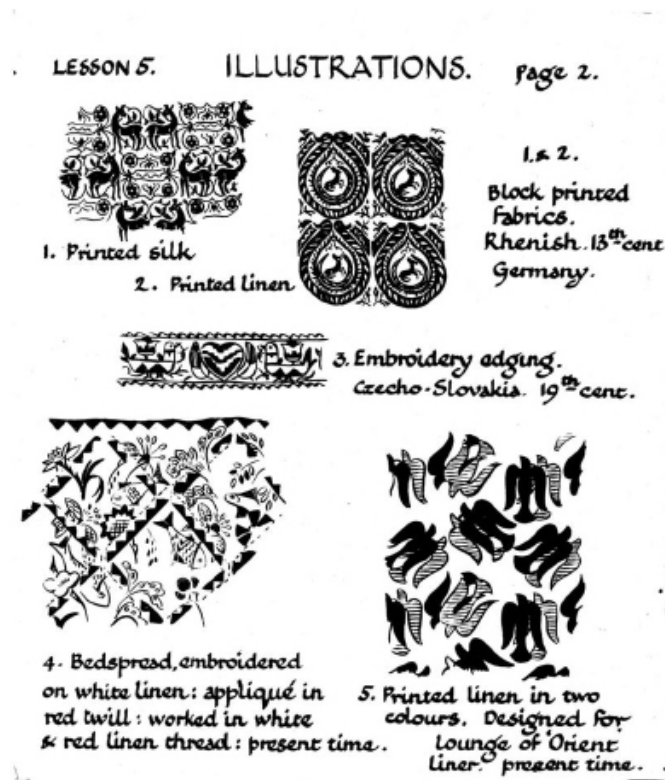 LESSON 5. ILLUSTRATIONS. Page 2.
1. Printed silk
2. Printed linen
1. & 2.
Block printed
Fabrics.
Rhenish. 13th cent
Germany.
3. Embroidery edging.
Czecho-Slovakia. 19th cent.
4. Bedspread, embroidered
on white linen: appliqué in
red twill: worked in white
& red linen thread: present time.
5. Printed linen in two
colours. Designed for
lounge of Orient
liner. present time.